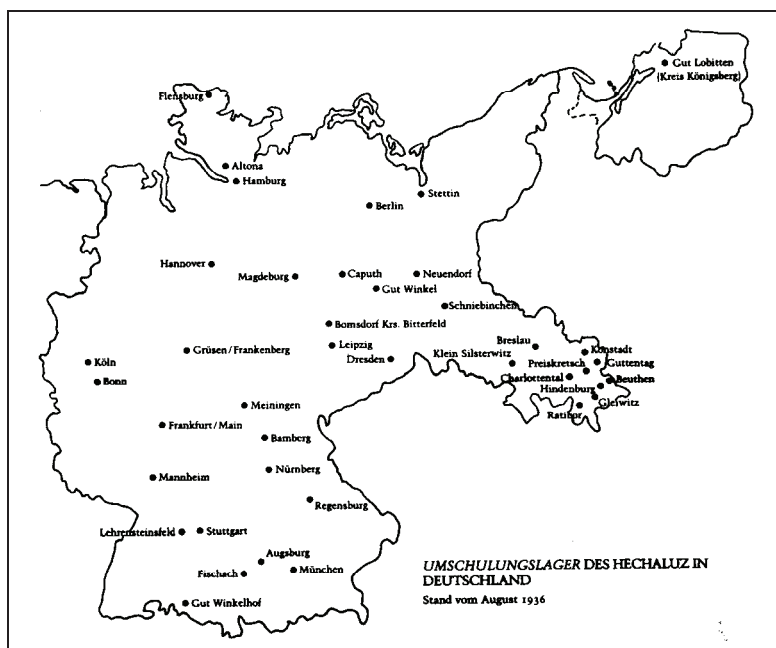 Gut Lobitten
(Kreis Königsberg)
Flensburg
Altona
Hamburg
Stettin
Berlin
Hannover
Magdeburg
Caputh
Neuendorf
Gut Winkel
Schniebinchen
Bomsdorf Krs. Bitterfeld
Breslau
Leipzig
Grüsen/Frankenberg
Konstadt
Klein Silsterwitz
Dresden
Köln
Preiskretsch
Guttentag
Charlottental
Beuthen
Bonn
Hindenburg
Gleiwitz
Meiningen
Ratibor
Frankfurt/Main
Bamberg
Nürnberg
Mannheim
Regensburg
Lehrensteinsfeld
Stuttgart
Augsburg
Fischach
München
UMSCHULUNGSLAGER DES HECHALUZ IN
DEUTSCHLAND
Stand vom August 1936
Gut Winkelhof